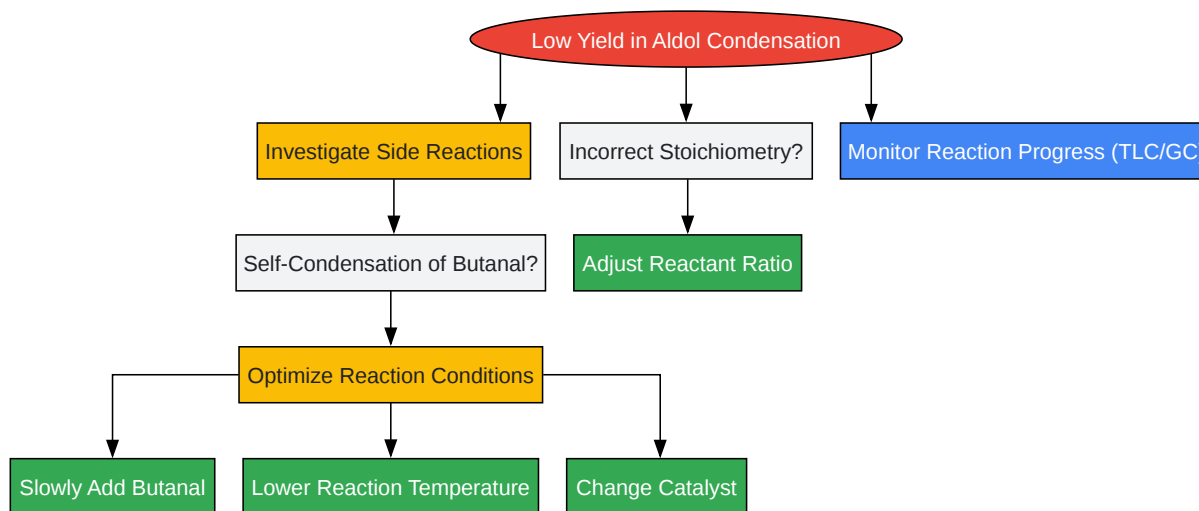 Low Yield in Aldol Condensation
Investigate Side Reactions
Incorrect Stoichiometry?
Monitor Reaction Progress (TLC/GC
Self-Condensation of Butanal?
Adjust Reactant Ratio
Optimize Reaction Conditions
Slowly Add Butanal
Lower Reaction Temperature
Change Catalyst